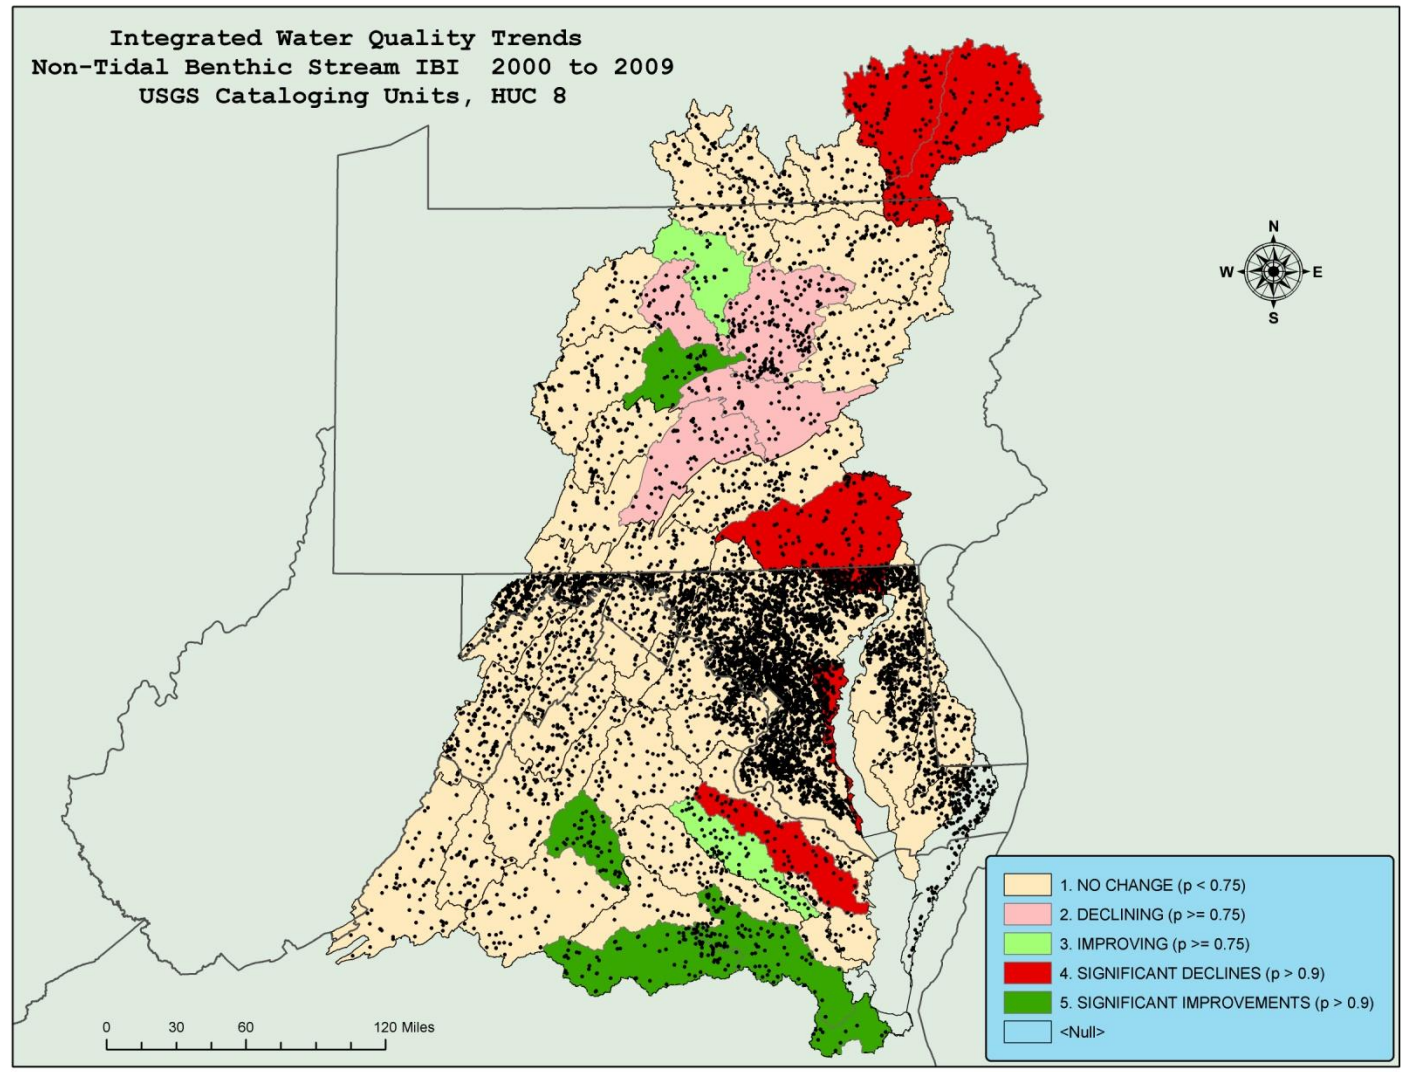 Integrated Water Quality Trends
Non-Tidal Benthic Stream IBI 2000 to 2009
USGS Cataloging Units, HUC 8
N
W E
S
1. NO CHANGE (p < 0.75)
2. DECLINING (p >= 0.75)
3. IMPROVING (p >= 0.75)
4. SIGNIFICANT DECLINES (p > 0.9)
5. SIGNIFICANT IMPROVEMENTS (p > 0.9)
<Null>
0 30 60 120 Miles